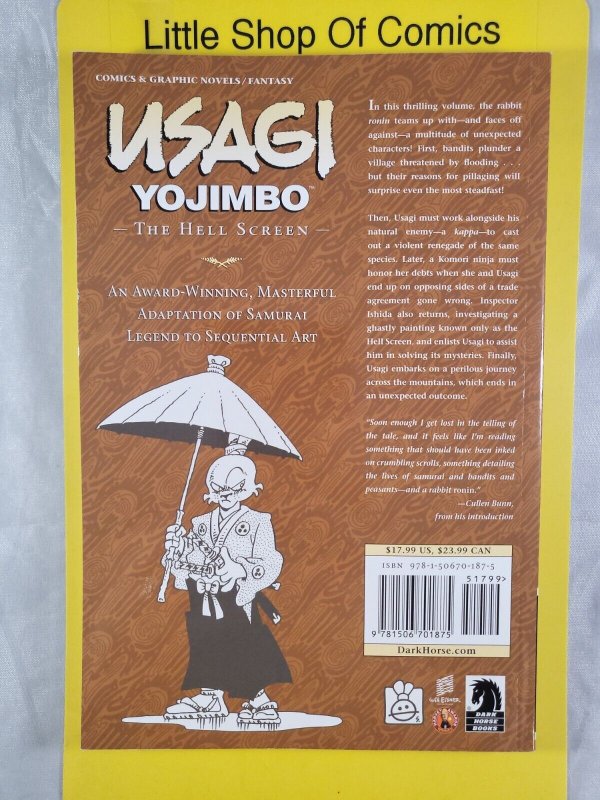 Little Shop Of Comics
COMICS & GRAPHIC NOVELS/FANTASY
USAGI
YOJIMBO™
— THE HELL SCREEN —
AN AWARD-WINNING, MASTERFUL
ADAPTATION OF SAMURAI
LEGEND TO SEQUENTIAL ART
In this thrilling volume, the rabbit
ronin teams up with—and faces off
against—a multitude of unexpected
characters! First, bandits plunder a
village threatened by flooding . . .
but their reasons for pillaging will
surprise even the most steadfast!
Then, Usagi must work alongside his
natural enemy—a kappa—to cast
out a violent renegade of the same
species. Later, a Komori ninja must
honor her debts when she and Usagi
end up on opposing sides of a trade
agreement gone wrong. Inspector
Ishida also returns, investigating a
ghastly painting known only as the
Hell Screen, and enlists Usagi to assist
him in solving its mysteries. Finally,
Usagi embarks on a perilous journey
across the mountains, which ends in
an unexpected outcome.
"Soon enough I get lost in the telling of
the tale, and it feels like I'm reading
something that should have been inked
on crumbling scrolls, something detailing
the lives of samurai and bandits and
peasants—and a rabbit ronin."
—Cullen Bunn,
from his introduction
$17.99 US, $23.99 CAN
ISBN 978-1-50670-187-5
51799>
9 781506 701875
DarkHorse.com
WILL EISNER
DARK
HORSE
BOOKS